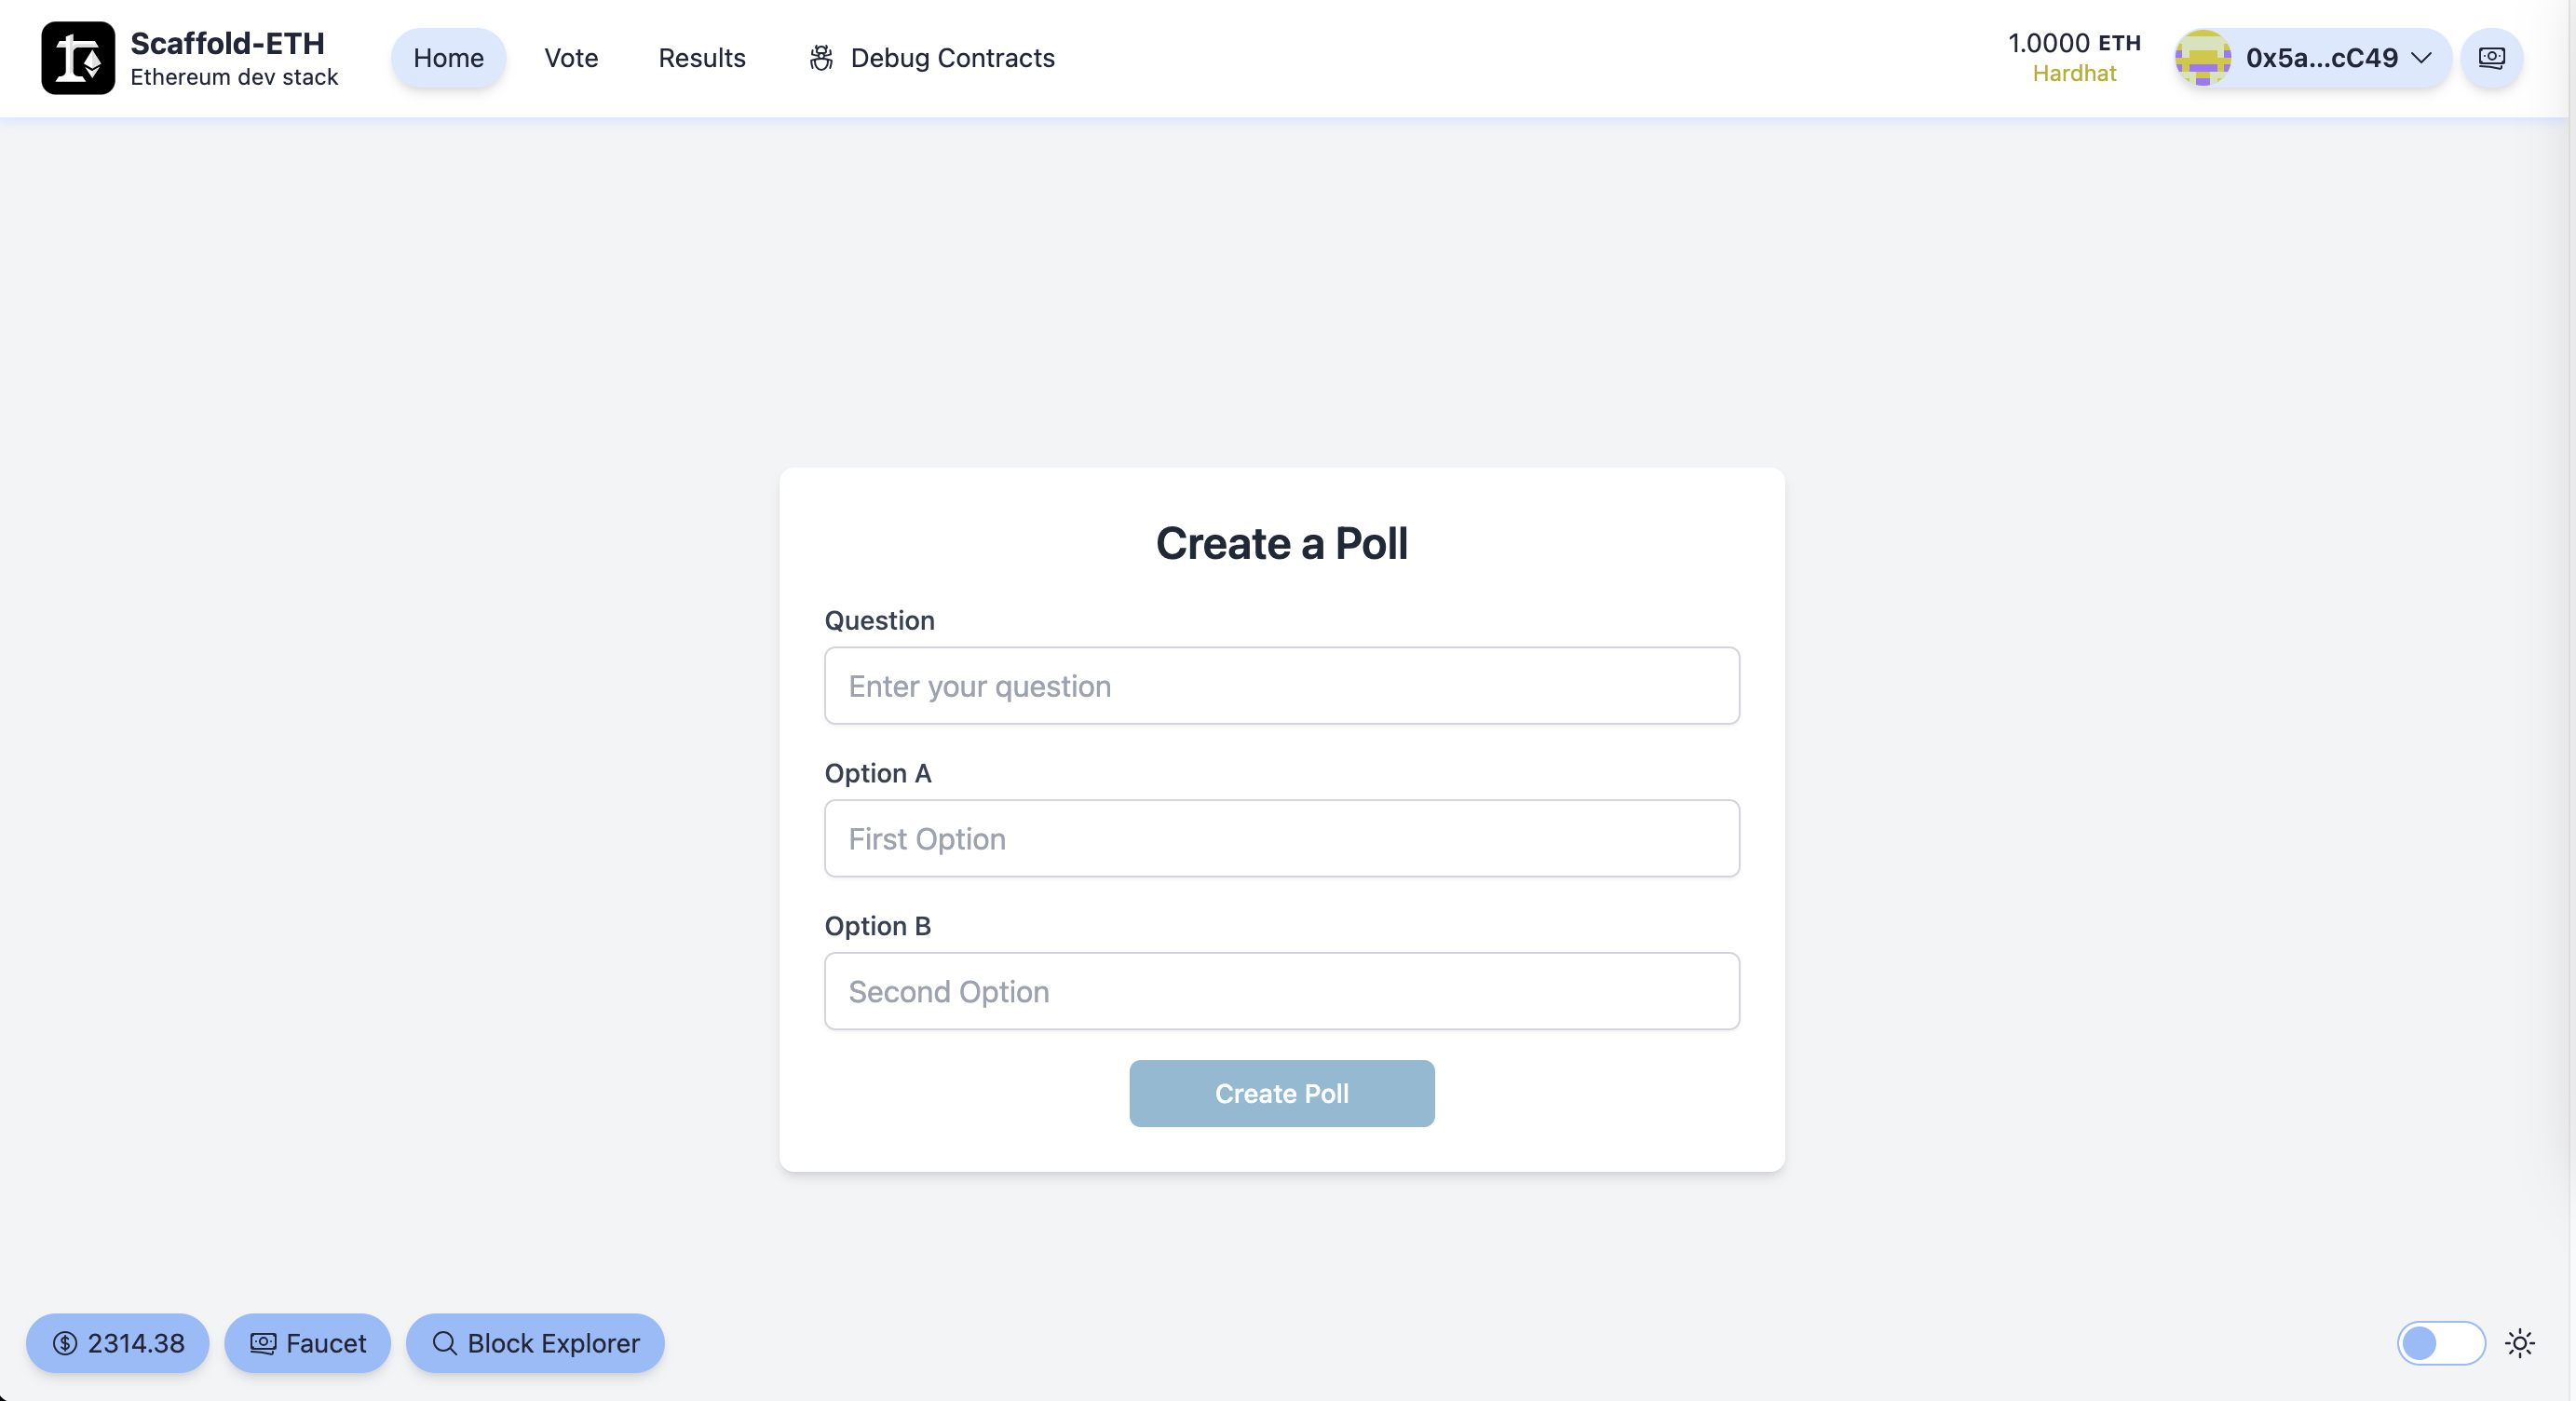 Scaffold-ETH
Ethereum dev stack
Home
Vote
Results
Debug Contracts
1.0000 ETH
Hardhat
0x5a...cC49
Create a Poll
Question
Enter your question
Option A
First Option
Option B
Second Option
Create Poll
2314.38
Faucet
Block Explorer